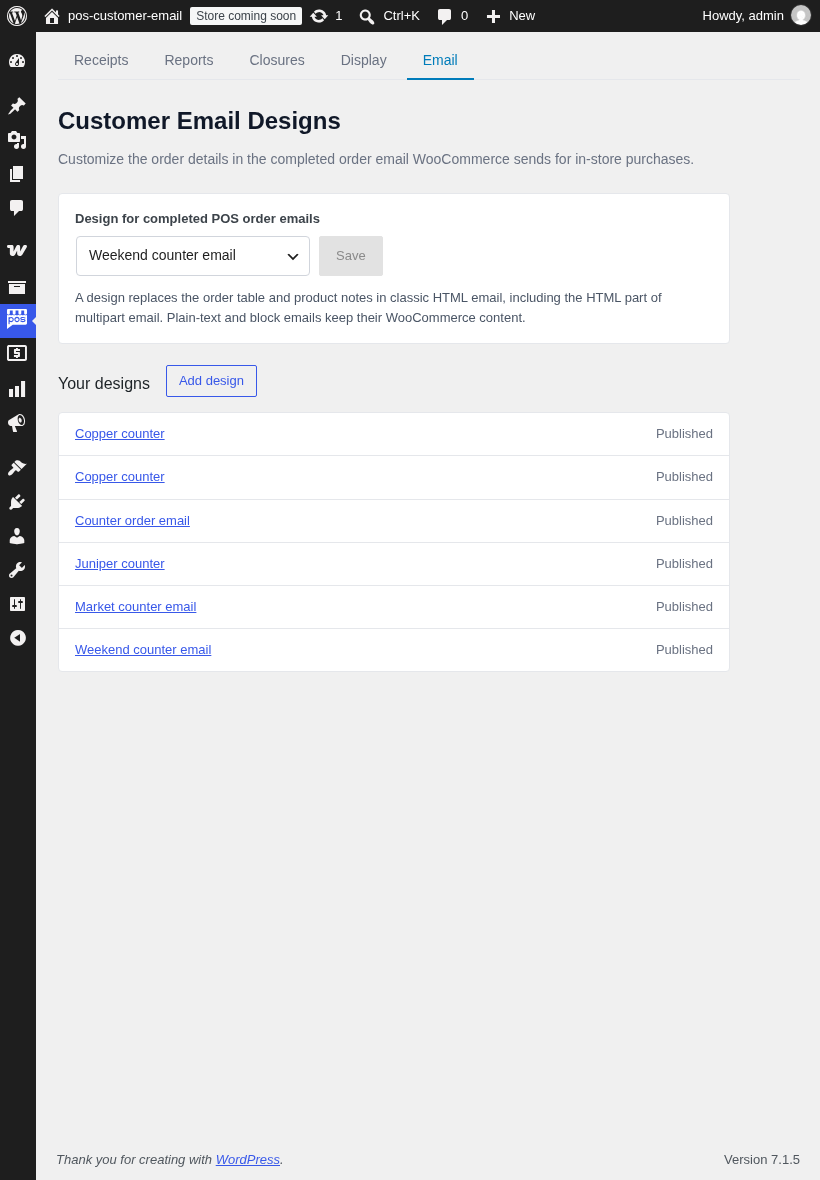 pos-customer-email Store coming soon 1 Ctrl+K 0 New Howdy, admin
Receipts Reports Closures Display Email
Customer Email Designs
Customize the order details in the completed order email WooCommerce sends for in-store purchases.
Design for completed POS order emails
Weekend counter email Save
A design replaces the order table and product notes in classic HTML email, including the HTML part of
multipart email. Plain-text and block emails keep their WooCommerce content.
pos
Your designs Add design
Copper counter Published
Copper counter Published
Counter order email Published
Juniper counter Published
Market counter email Published
Weekend counter email Published
Thank you for creating with WordPress. Version 7.1.5